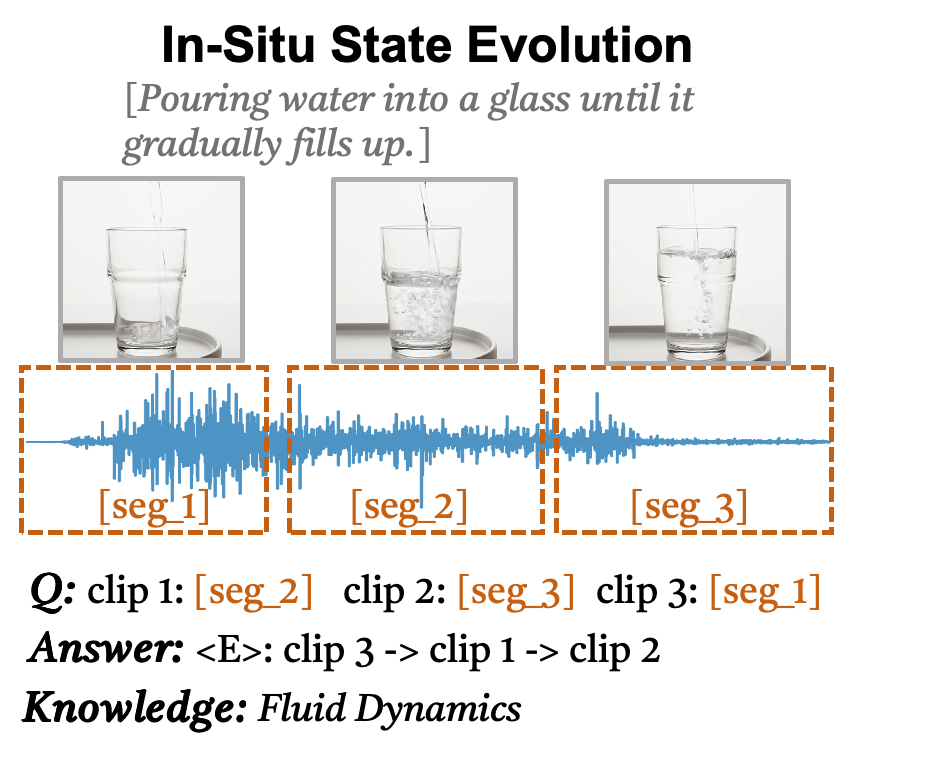 In-Situ State Evolution
[Pouring water into a glass until it
gradually fills up.]
[seg_1] [seg_2] [seg_3]
Q: clip 1: [seg_2] clip 2: [seg_3] clip 3: [seg_1]
Answer: <E>: clip 3 -> clip 1 -> clip 2
Knowledge: Fluid Dynamics